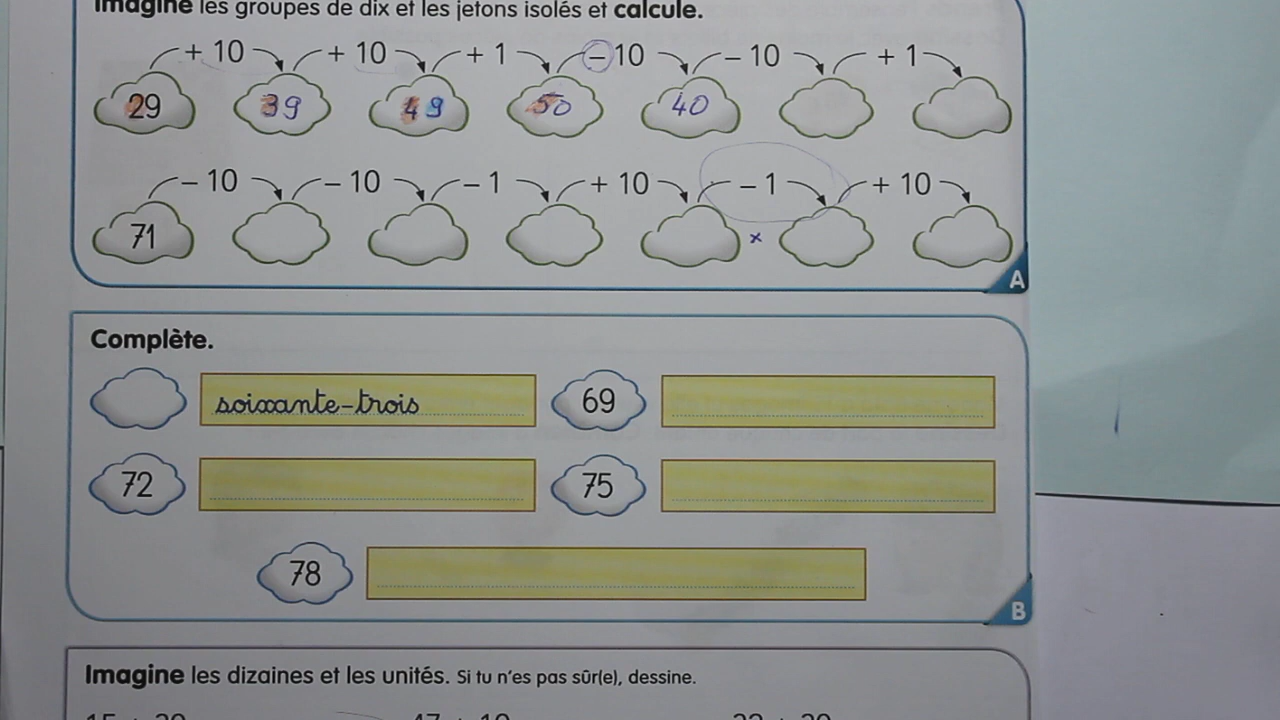 Imagine les groupes de dix et les jetons isolés et calcule.
+ 10 + 10 + 1 - 10 - 10 + 1
29 39 49 50 40
- 10 - 10 - 1 + 10 - 1 + 10
71 x
A
Complète.
soixante-trois 69
72 75
78
B
Imagine les dizaines et les unités. Si tu n'es pas sûr(e), dessine.